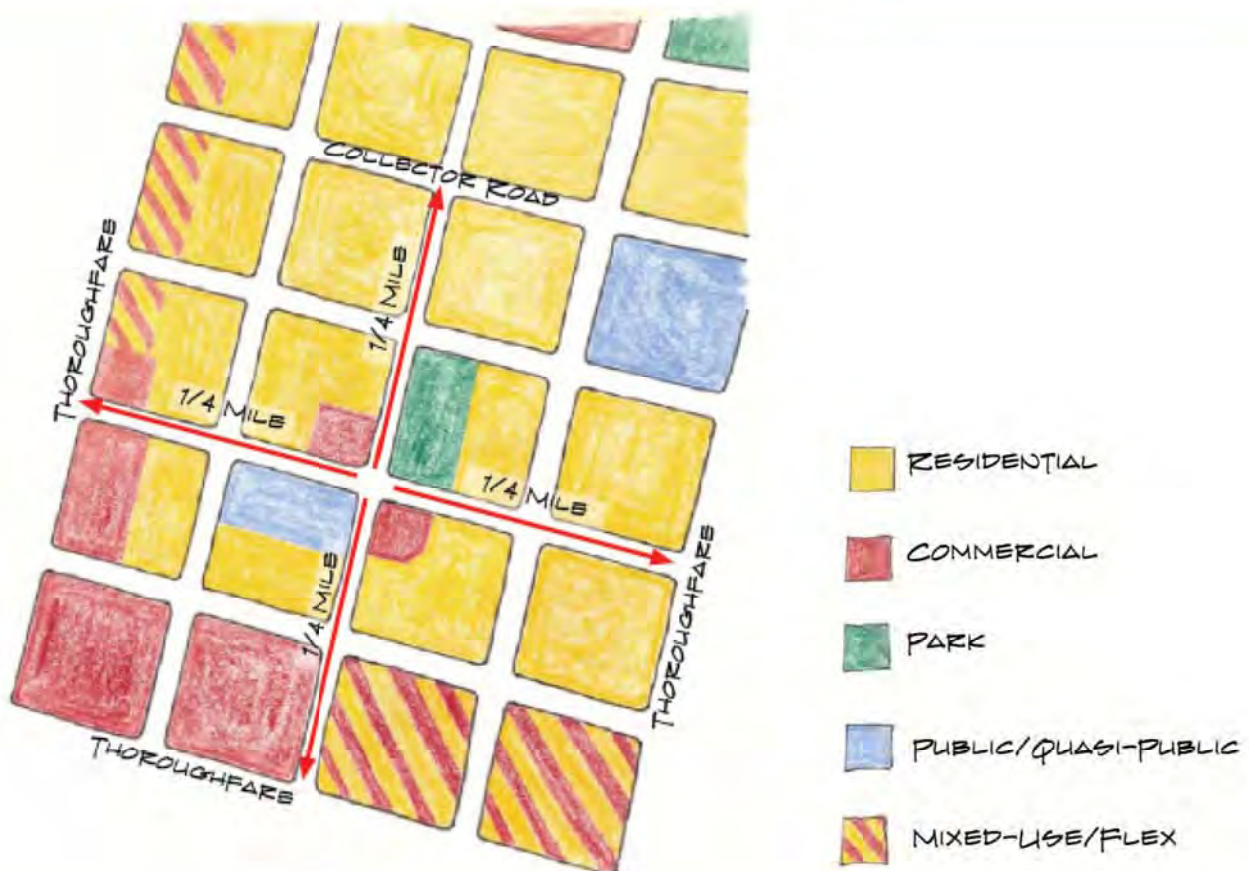 COLLECTOR ROAD
THOROUGHFARE
1/4 MILE
1/4 MILE
1/4 MILE
1/4 MILE
THOROUGHFARE
THOROUGHFARE
RESIDENTIAL
COMMERCIAL
PARK
PUBLIC/QUASI-PUBLIC
MIXED-USE/FLEX